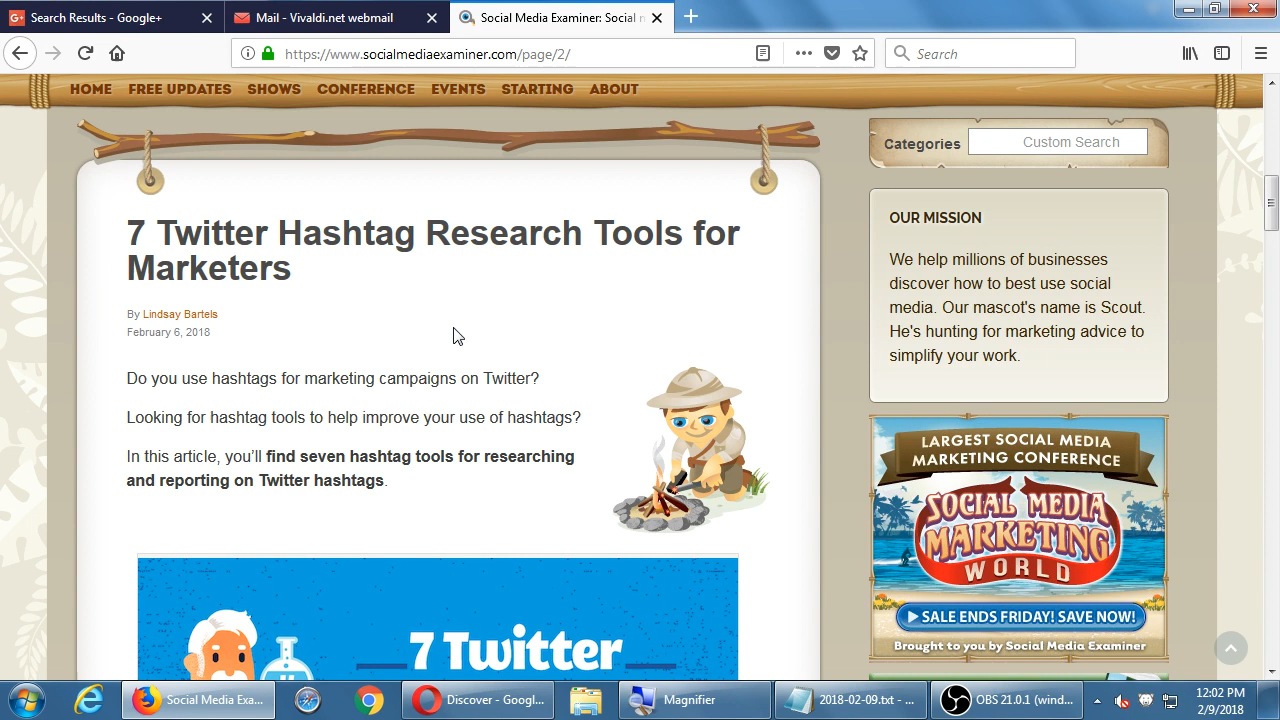 Search Results - Google+
Mail - Vivaldi.net webmail
Social Media Examiner: Social
https://www.socialmediaexaminer.com/page/2/
Search
HOME FREE UPDATES SHOWS CONFERENCE EVENTS STARTING ABOUT
Categories
Custom Search
7 Twitter Hashtag Research Tools for
Marketers
By Lindsay Bartels
February 6, 2018
Do you use hashtags for marketing campaigns on Twitter?
Looking for hashtag tools to help improve your use of hashtags?
In this article, you'll find seven hashtag tools for researching
and reporting on Twitter hashtags.
7 Twitter
OUR MISSION
We help millions of businesses
discover how to best use social
media. Our mascot's name is Scout.
He's hunting for marketing advice to
simplify your work.
LARGEST SOCIAL MEDIA
MARKETING CONFERENCE
SOCIAL MEDIA
MARKETING
WORLD
SALE ENDS FRIDAY! SAVE NOW!
Brought to you by Social Media Examiner
Social Media Exa...
Discover - Googl...
Magnifier
2018-02-09.txt - ...
OBS 21.0.1 (wind...
12:02 PM
2/9/2018